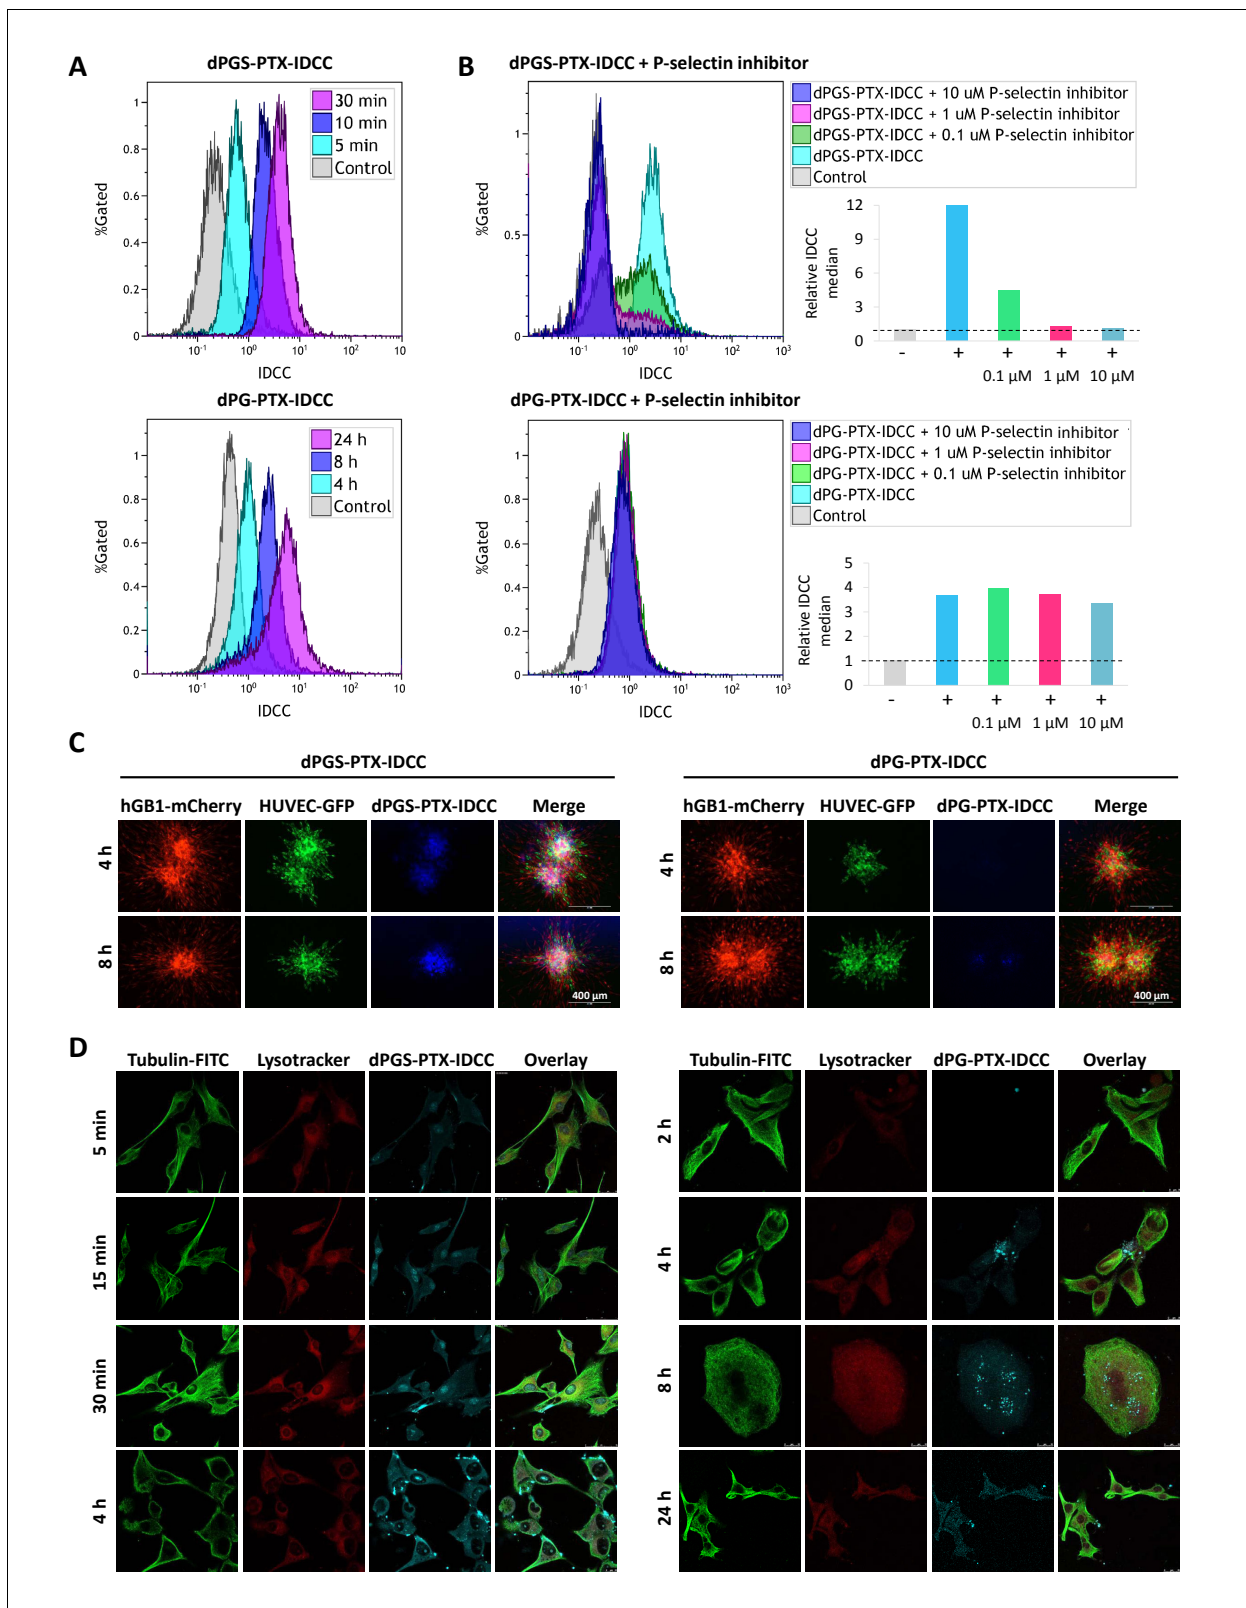 A
dPGS-PTX-IDCC
30 min
10 min
5 min
Control
%Gated
1
0.8
0.6
0.4
0.2
0
10-1
100
101
102
10
IDCC
dPG-PTX-IDCC
24 h
8 h
4 h
Control
%Gated
1
0.8
0.6
0.4
0.2
0
10-1
100
101
102
10
IDCC
B
dPGS-PTX-IDCC + P-selectin inhibitor
%Gated
1
0.5
0
10-1
100
101
102
103
IDCC
dPGS-PTX-IDCC + 10 uM P-selectin inhibitor
dPGS-PTX-IDCC + 1 uM P-selectin inhibitor
dPGS-PTX-IDCC + 0.1 uM P-selectin inhibitor
dPGS-PTX-IDCC
Control
Relative IDCC
median
12
9
6
3
0
- + + + +
0.1 µM 1 µM 10 µM
dPG-PTX-IDCC + P-selectin inhibitor
%Gated
1
0.8
0.6
0.4
0.2
0
10-1
100
101
102
103
IDCC
dPG-PTX-IDCC + 10 uM P-selectin inhibitor
dPG-PTX-IDCC + 1 uM P-selectin inhibitor
dPG-PTX-IDCC + 0.1 uM P-selectin inhibitor
dPG-PTX-IDCC
Control
Relative IDCC
median
5
4
3
2
1
0
- + + + +
0.1 µM 1 µM 10 µM
C
dPGS-PTX-IDCC
hGB1-mCherry HUVEC-GFP dPGS-PTX-IDCC Merge
4 h
8 h
400 µm
dPG-PTX-IDCC
hGB1-mCherry HUVEC-GFP dPG-PTX-IDCC Merge
4 h
8 h
400 µm
D
Tubulin-FITC Lysotracker dPGS-PTX-IDCC Overlay
5 min
15 min
30 min
4 h
Tubulin-FITC Lysotracker dPG-PTX-IDCC Overlay
2 h
4 h
8 h
24 h